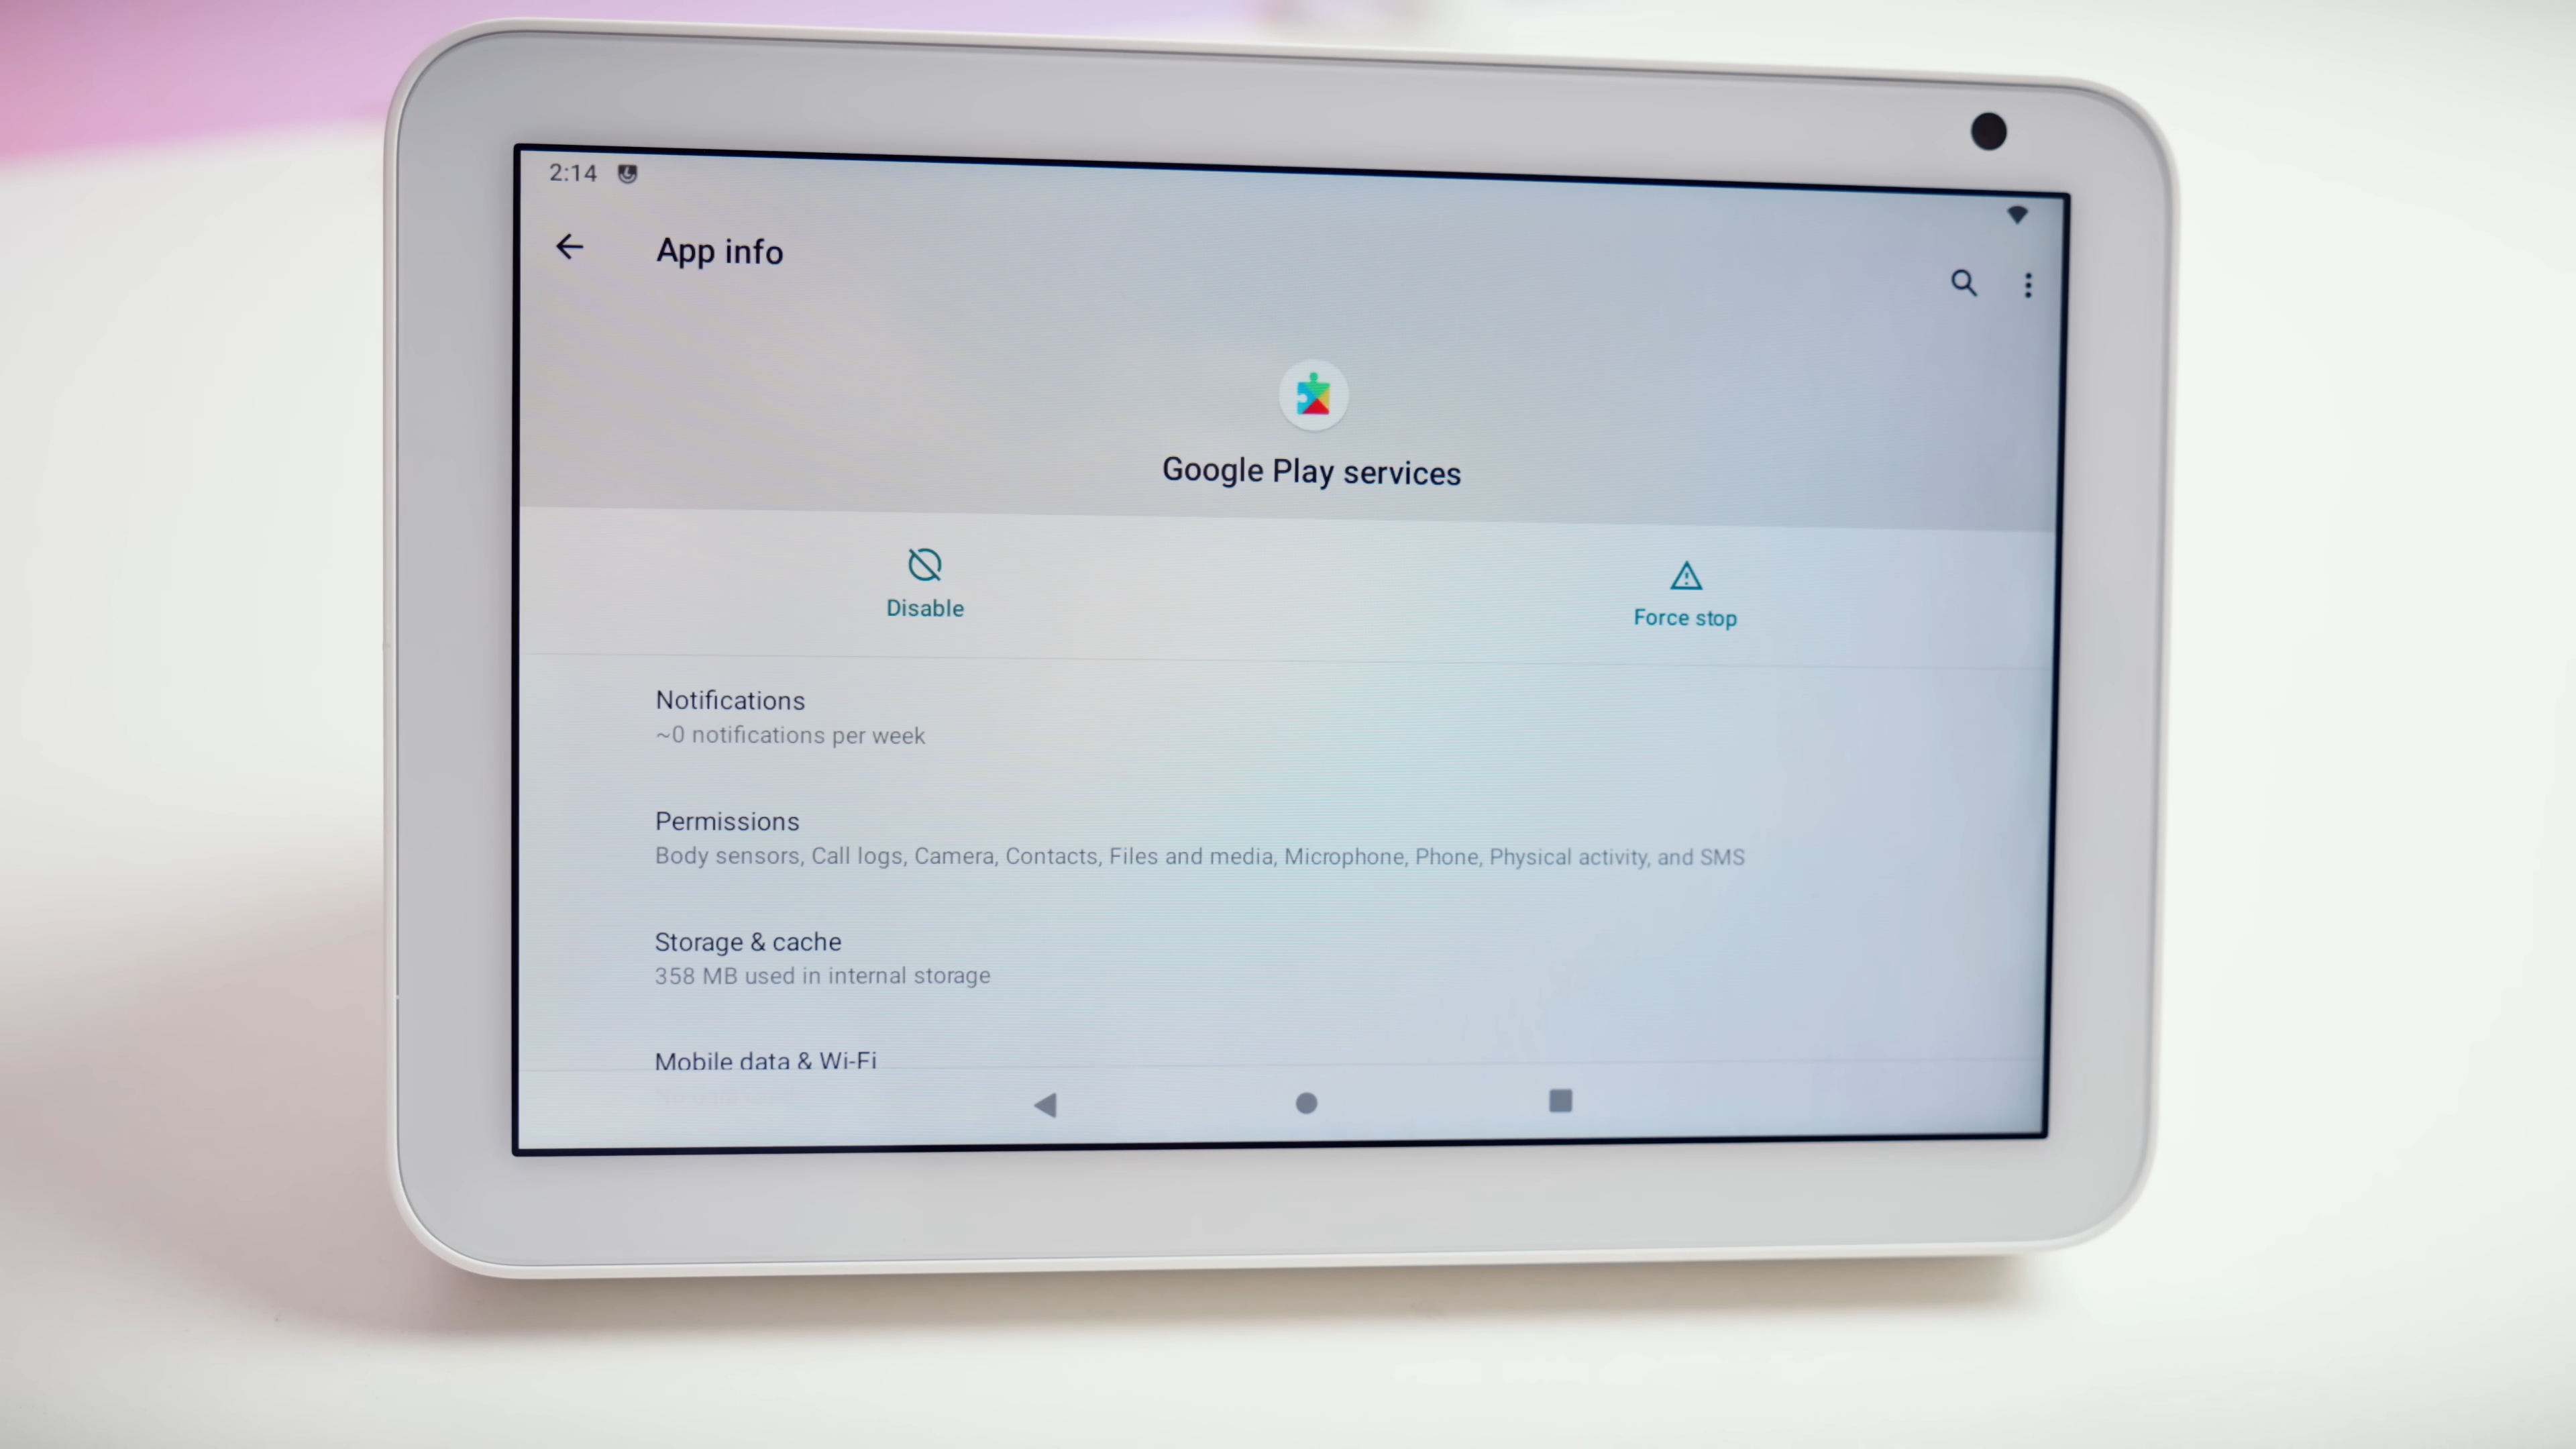 2:14
App info
Google Play services
Disable
Force stop
Notifications
~0 notifications per week
Permissions
Body sensors, Call logs, Camera, Contacts, Files and media, Microphone, Phone, Physical activity, and SMS
Storage & cache
358 MB used in internal storage
Mobile data & Wi-Fi